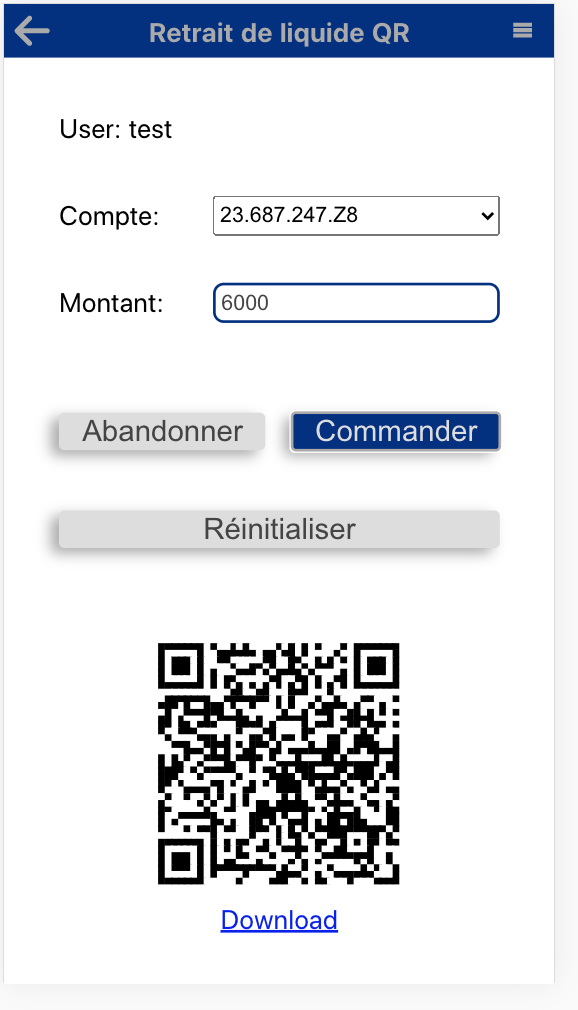 Retrait de liquide QR
User: test
Compte: 23.687.247.Z8
Montant: 6000
Abandonner Commander
Réinitialiser
Download